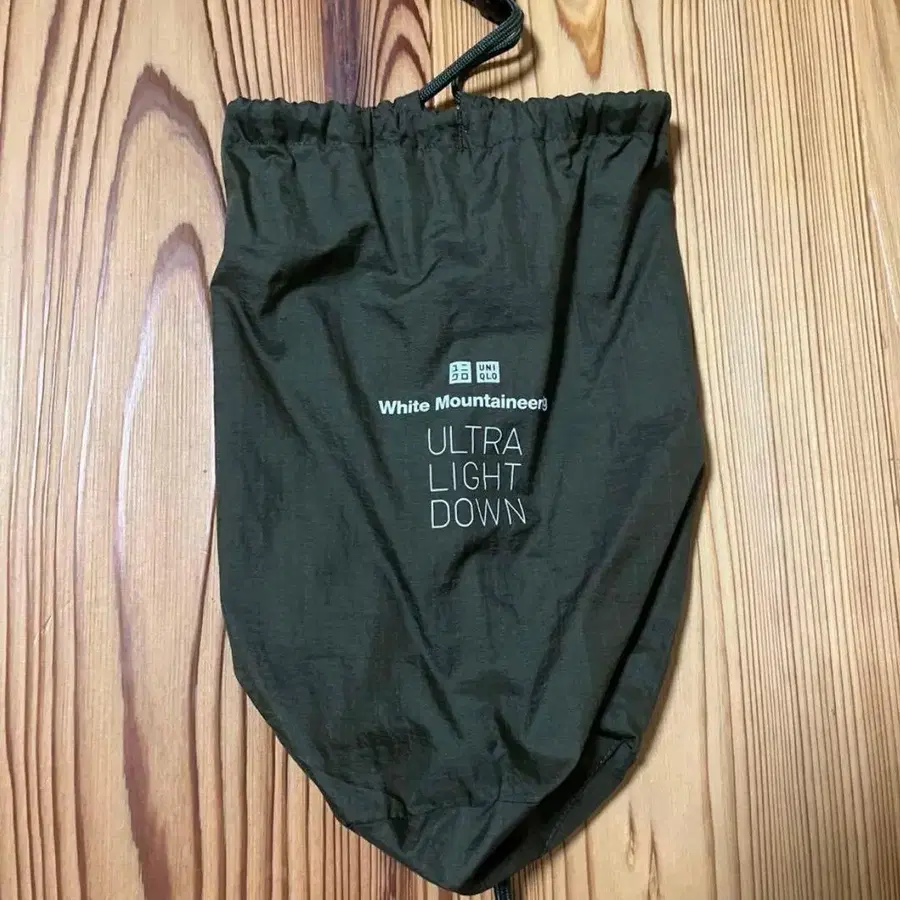 ユニ UNI
クロ QLO
White Mountaineering
ULTRA
LIGHT
DOWN